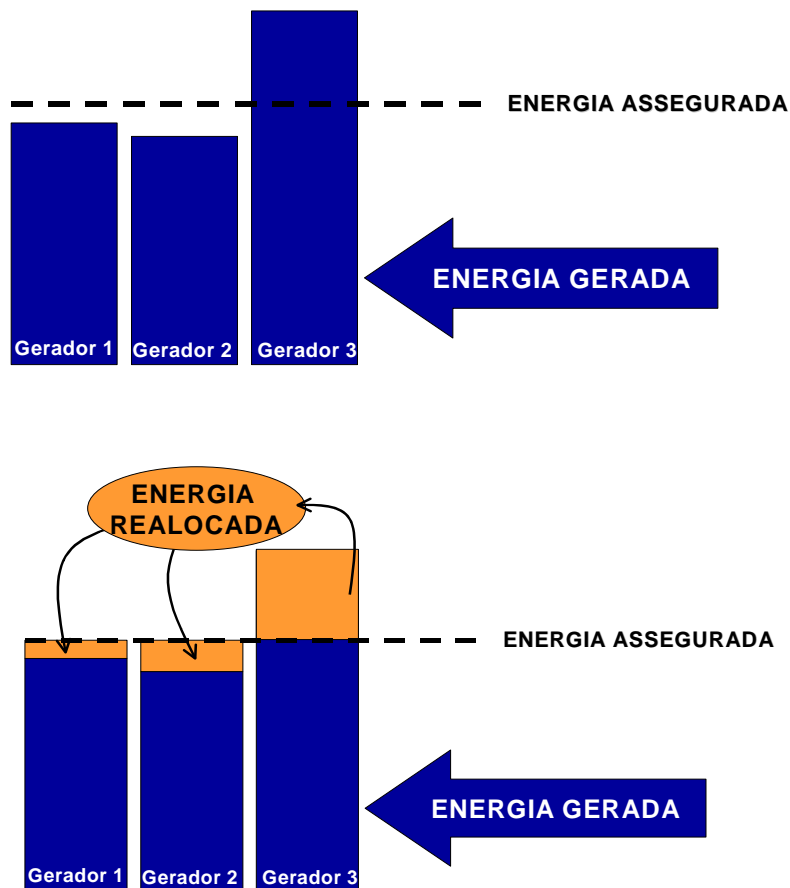 ENERGIA ASSEGURADA
ENERGIA GERADA
Gerador 1
Gerador 2
Gerador 3
ENERGIA
REALOCADA
ENERGIA ASSEGURADA
ENERGIA GERADA
Gerador 1
Gerador 2
Gerador 3